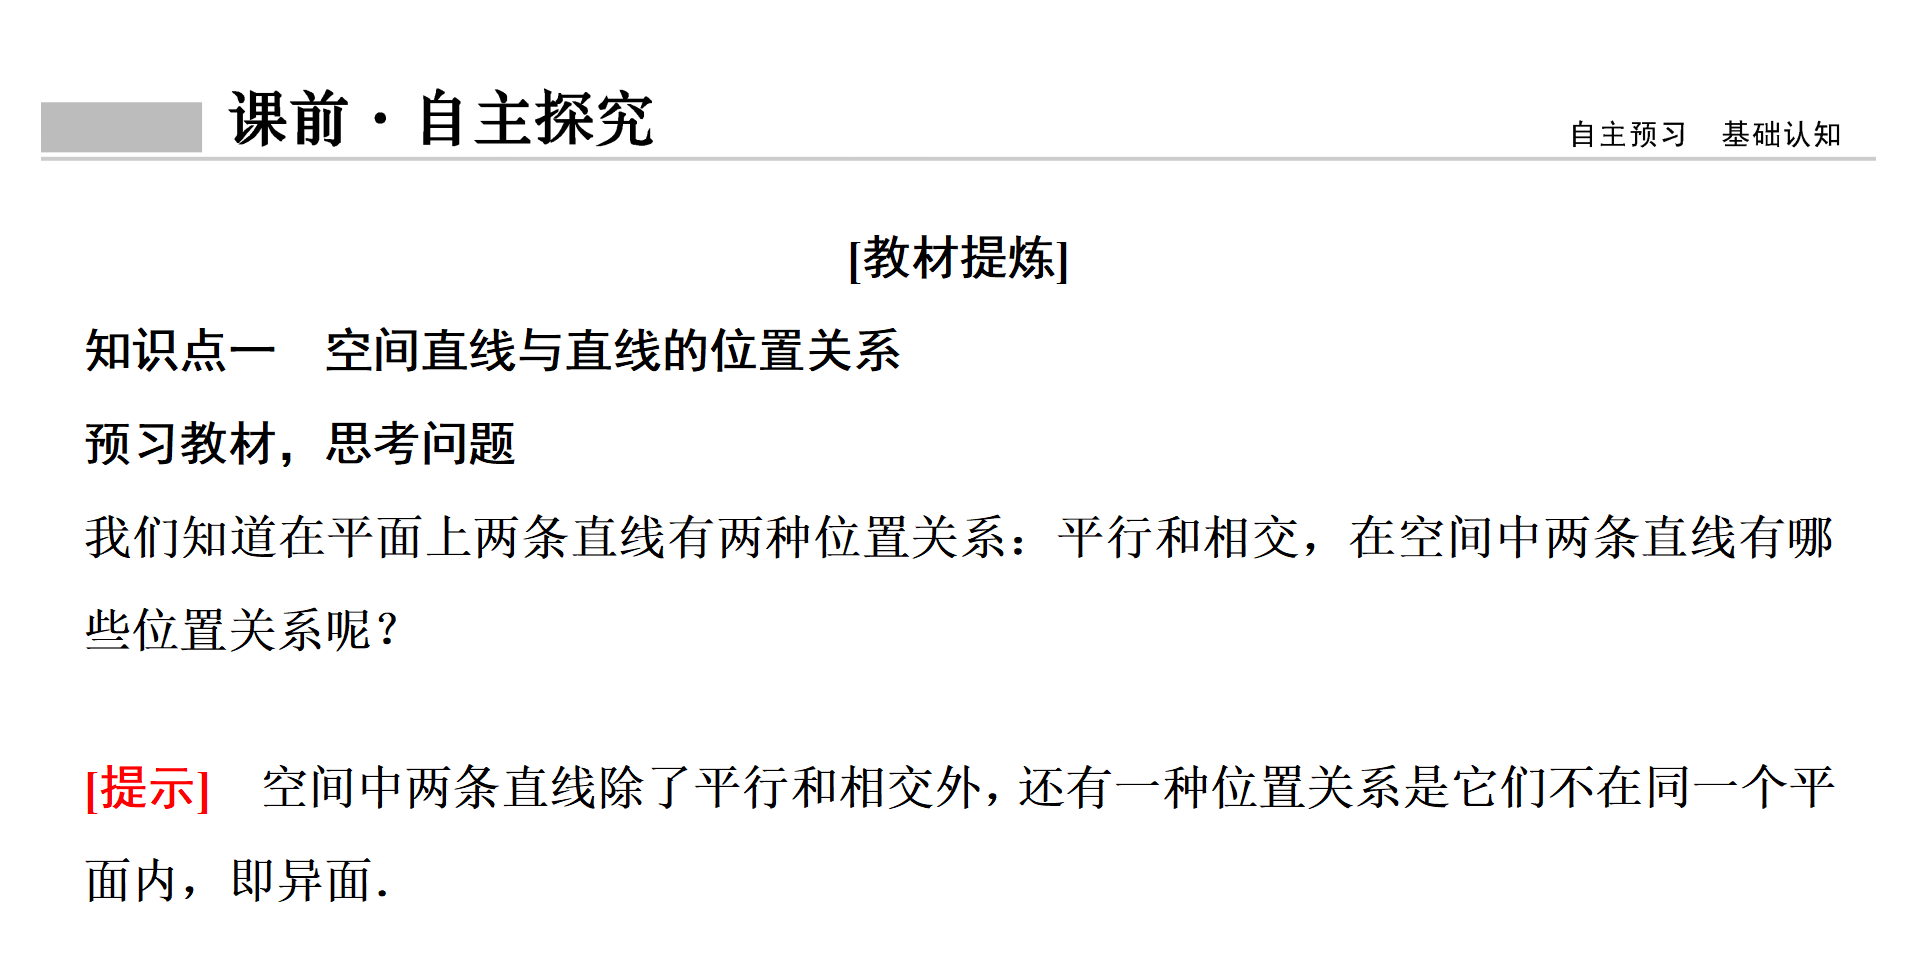 课前·自主探究
自主预习 基础认知
[教材提炼]
知识点一 空间直线与直线的位置关系
预习教材，思考问题
我们知道在平面上两条直线有两种位置关系：平行和相交，在空间中两条直线有哪
些位置关系呢？
[提示] 空间中两条直线除了平行和相交外，还有一种位置关系是它们不在同一个平
面内，即异面．